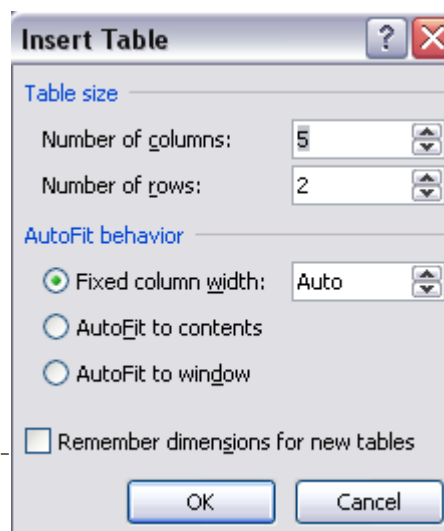 Insert Table ?
Table size
Number of columns: 5
Number of rows: 2
AutoFit behavior
Fixed column width: Auto
AutoFit to contents
AutoFit to window
Remember dimensions for new tables
OK Cancel